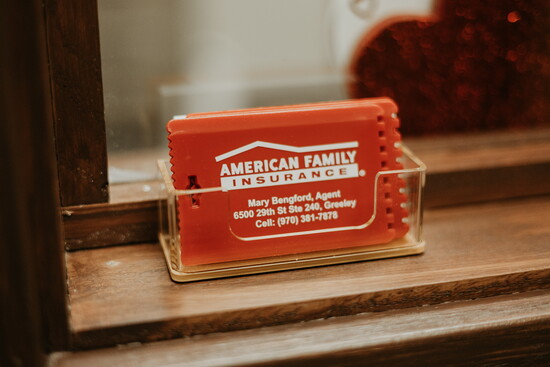 AMERICAN FAMILY
INSURANCE ®
Mary Bengford, Agent
6500 29th St Ste 240, Greeley
Cell: (970) 381-7878